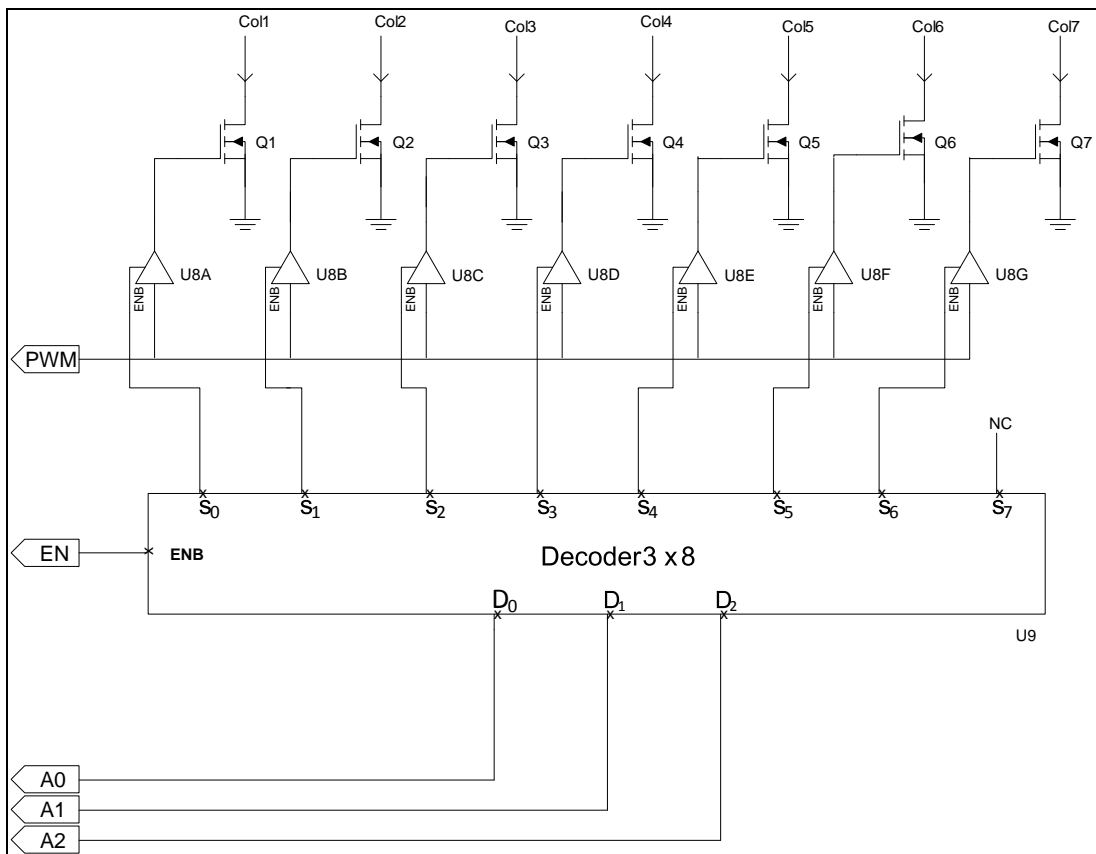 Col1 Col2 Col3 Col4 Col5 Col6 Col7
Q1 Q2 Q3 Q4 Q5 Q6 Q7
U8A U8B U8C U8D U8E U8F U8G
ENB ENB ENB ENB ENB ENB ENB
PWM
NC
S0 S1 S2 S3 S4 S5 S6 S7
EN
ENB
Decoder3 x8
D0 D1 D2
U9
A0
A1
A2